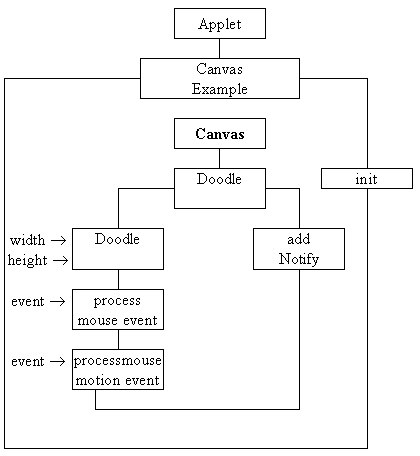 Applet
Canvas
Example
Canvas
Doodle
init
width →
height →
Doodle
add
Notify
event →
process
mouse event
event →
processmouse
motion event